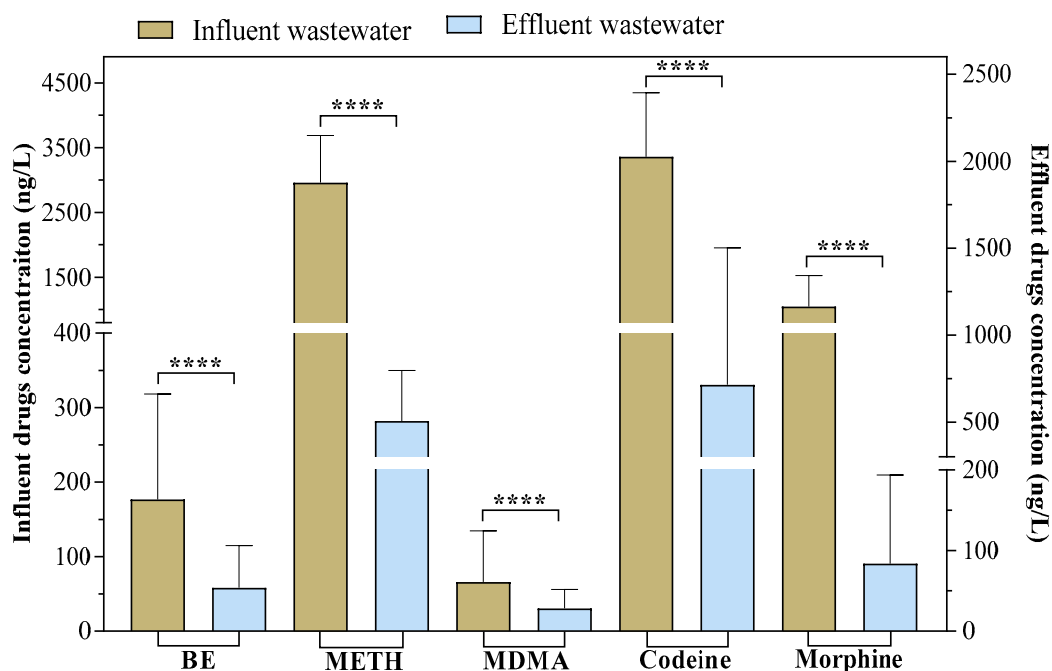 Influent wastewater
Effluent wastewater
Influent drugs concentraiton (ng/L)
4500
3500
2500
1500
400
300
200
100
0
****
****
****
****
****
2500
2000
1500
1000
500
200
100
0
Effluent drugs concentration (ng/L)
BE
METH
MDMA
Codeine
Morphine